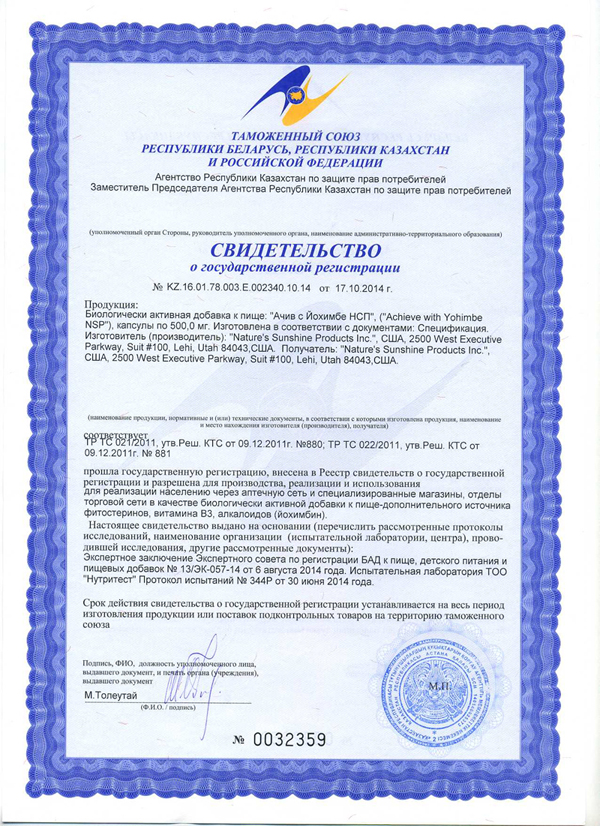 ТАМОЖЕННЫЙ СОЮЗ
РЕСПУБЛИКИ БЕЛАРУСЬ, РЕСПУБЛИКИ КАЗАХСТАН
И РОССИЙСКОЙ ФЕДЕРАЦИИ
Агентство Республики Казахстан по защите прав потребителей
Заместитель Председателя Агентства Республики Казахстан по защите прав потребителей
(уполномоченный орган Стороны, руководитель уполномоченного органа, наименование административно-территориального образования)
СВИДЕТЕЛЬСТВО
о государственной регистрации
№ KZ.16.01.78.003.E.002340.10.14 от 17.10.2014 г.
Продукция:
Биологически активная добавка к пище: "Ачив с Йохимбе НСП", ("Achieve with Yohimbe
NSP"), капсулы по 500,0 мг. Изготовлена в соответствии с документами: Спецификация.
Изготовитель (производитель): "Nature's Sunshine Products Inc.", США, 2500 West Executive
Parkway, Suit #100, Lehi, Utah 84043,США. Получатель: "Nature's Sunshine Products Inc.",
США, 2500 West Executive Parkway, Suit #100, Lehi, Utah 84043,США.
(наименование продукции, нормативные и (или) технические документы, в соответствии с которыми изготовлена продукция, наименование
и место нахождения изготовителя (производителя), получателя)
соответствует
ТР ТС 021/2011, утв.Реш. КТС от 09.12.2011г. №880; ТР ТС 022/2011, утв. Реш. КТС от
09.12.2011г. № 881
прошла государственную регистрацию, внесена в Реестр свидетельств о государственной
регистрации и разрешена для производства, реализации и использования
для реализации населению через аптечную сеть и специализированные магазины, отделы
торговой сети в качестве биологически активной добавки к пище-дополнительного источника
фитостеринов, витамина В3, алкалоидов (йохимбин).
Настоящее свидетельство выдано на основании (перечислить рассмотренные протоколы
исследований, наименование организации (испытательной лаборатории, центра), прово-
дившей исследования, другие рассмотренные документы):
Экспертное заключение Экспертного совета по регистрации БАД к пище, детского питания и
пищевых добавок № 13/ЭК-057-14 от 6 августа 2014 года. Испытательная лаборатория ТОО
"Нутритест" Протокол испытаний № 344Р от 30 июня 2014 года.
Срок действия свидетельства о государственной регистрации устанавливается на весь период
изготовления продукции или поставок подконтрольных товаров на территорию таможенного
союза
Подпись, ФИО, должность уполномоченного лица,
выдавшего документ, и печать органа (учреждения),
выдавшего документ
М.Толеутай
(Ф.И.О. / подпись)
М.П.
№ 0032359